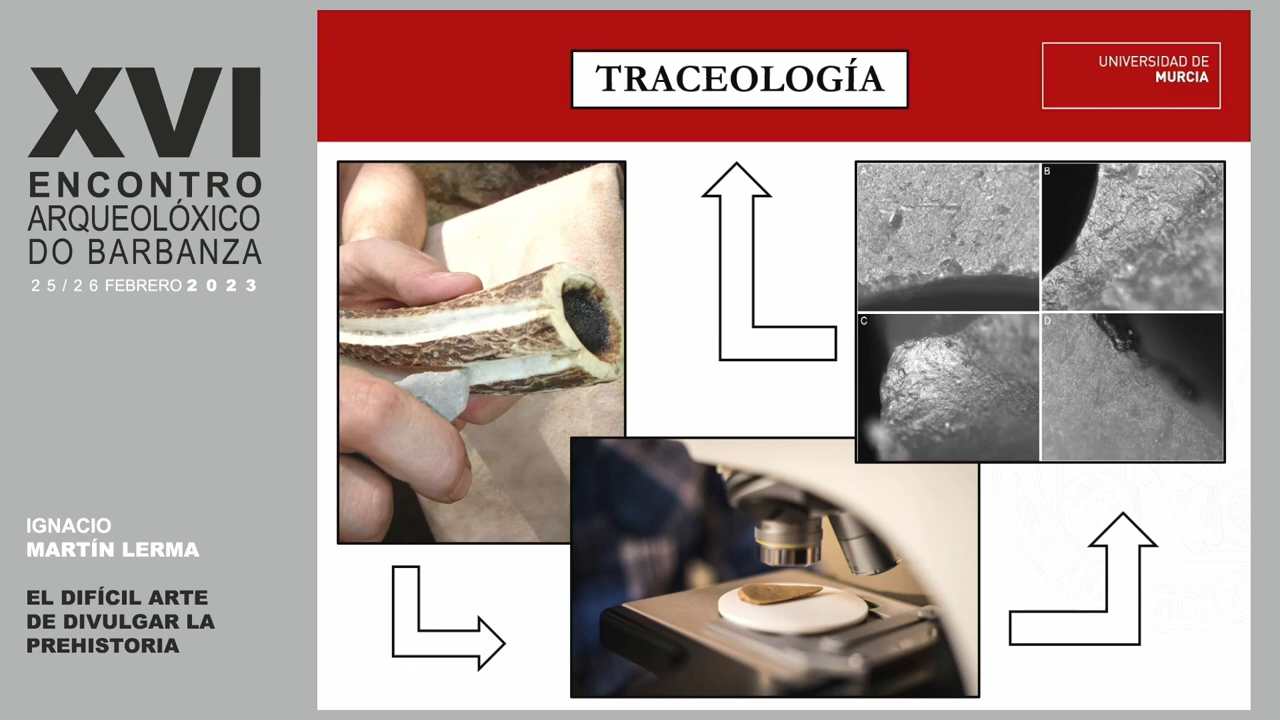 XVI
ENCONTRO
ARQUEOLÓXICO
DO BARBANZA
25/26 FEBRERO 2023
IGNACIO
MARTÍN LERMA
EL DIFÍCIL ARTE
DE DIVULGAR LA
PREHISTORIA
TRACEOLOGÍA
UNIVERSIDAD DE
MURCIA
A
B
C
D